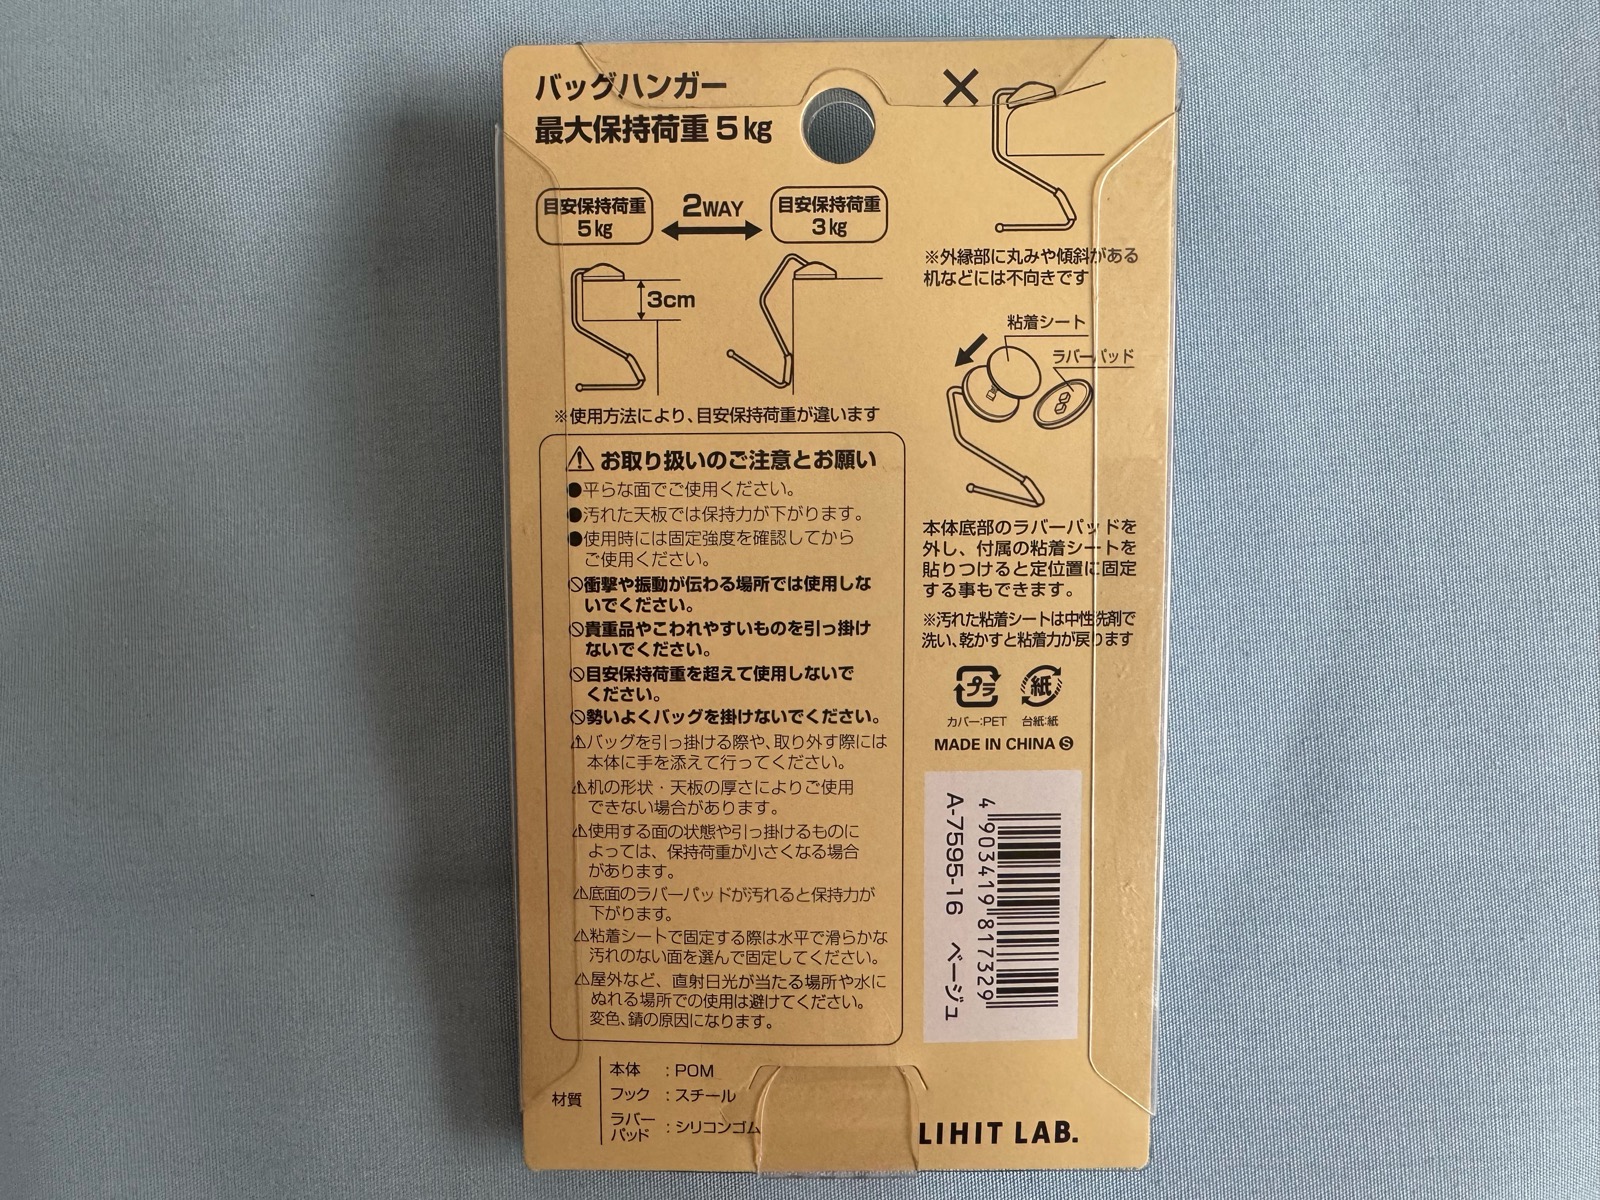 バッグハンガー
最大保持荷重5kg
目安保持荷重
5kg
2WAY
目安保持荷重
3kg
3cm
※使用方法により、目安保持荷重が違います
お取り扱いのご注意とお願い
●平らな面でご使用ください。
●汚れた天板では保持力が下がります。
●使用時には固定強度を確認してから
ご使用ください。
衝撃や振動が伝わる場所では使用しな
いでください。
貴重品やこわれやすいものを引っ掛け
ないでください。
目安保持荷重を超えて使用しないで
ください。
勢いよくバッグを掛けないでください。
⚠バッグを引っ掛ける際や、取り外す際には
本体に手を添えて行ってください。
⚠机の形状・天板の厚さによりご使用
できない場合があります。
⚠使用する面の状態や引っ掛けるものに
よっては、保持荷重が小さくなる場合
があります。
⚠底面のラバーパッドが汚れると保持力が
下がります。
⚠粘着シートで固定する際は水平で滑らかな
汚れのない面を選んで固定してください。
⚠屋外など、直射日光が当たる場所や水に
ぬれる場所での使用は避けてください。
変色、錆の原因になります。
材質
本体 : POM
フック : スチール
ラバーパッド : シリコンゴム
※外縁部に丸みや傾斜がある
机などには不向きです
粘着シート
ラバーパッド
本体底部のラバーパッドを
外し、付属の粘着シートを
貼りつけると定位置に固定
する事もできます。
※汚れた粘着シートは中性洗剤で
洗い、乾かすと粘着力が戻ります
プラ
紙
カバー:PET
台紙:紙
MADE IN CHINA Ⓢ
4 903419 817329
A-7595-16 ベージュ
LIHIT LAB.